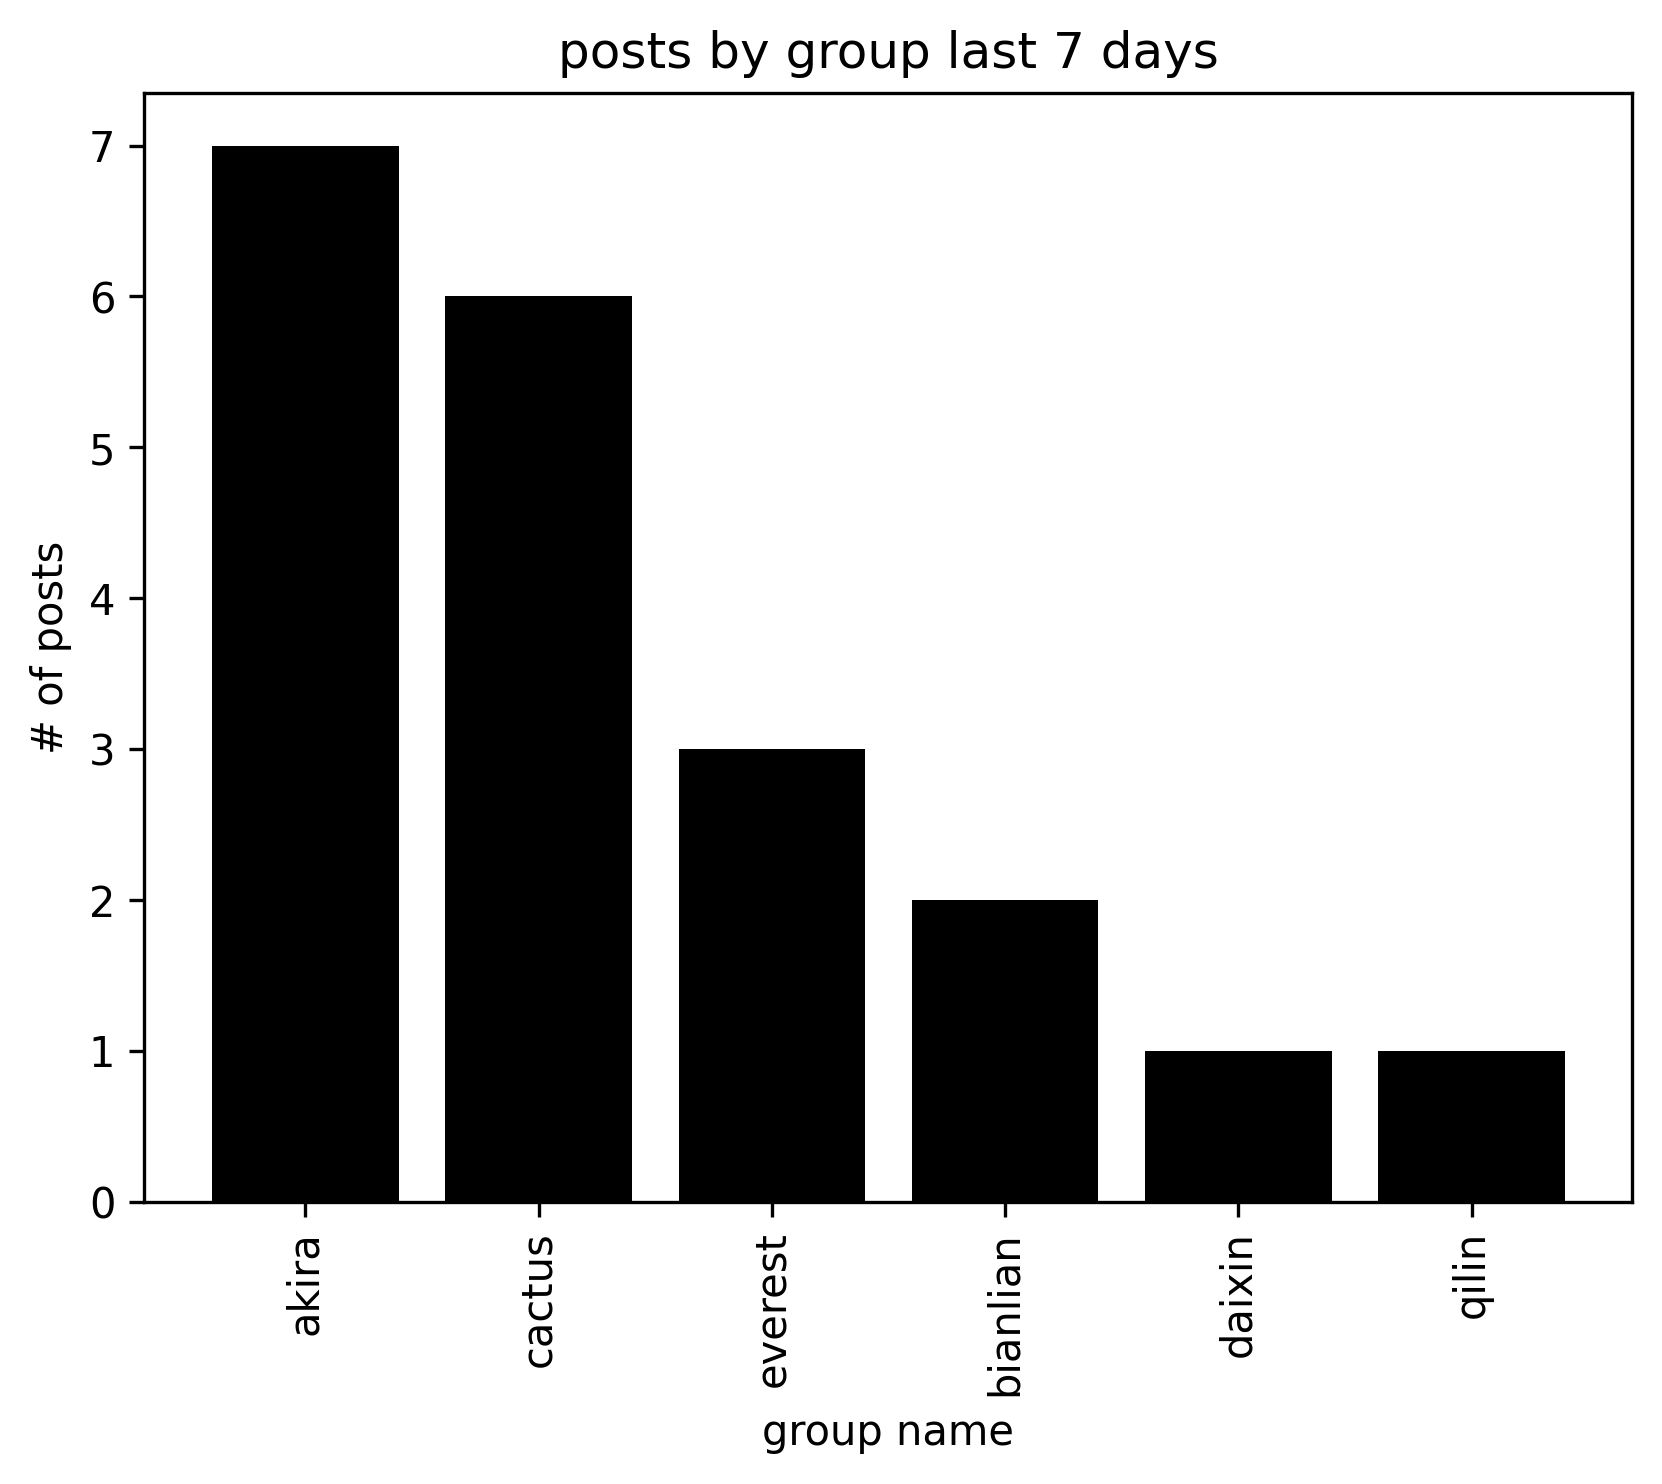 posts by group last 7 days
7
6
5
4
3
2
1
0
# of posts
akira
cactus
everest
bianlian
daixin
qilin
group name